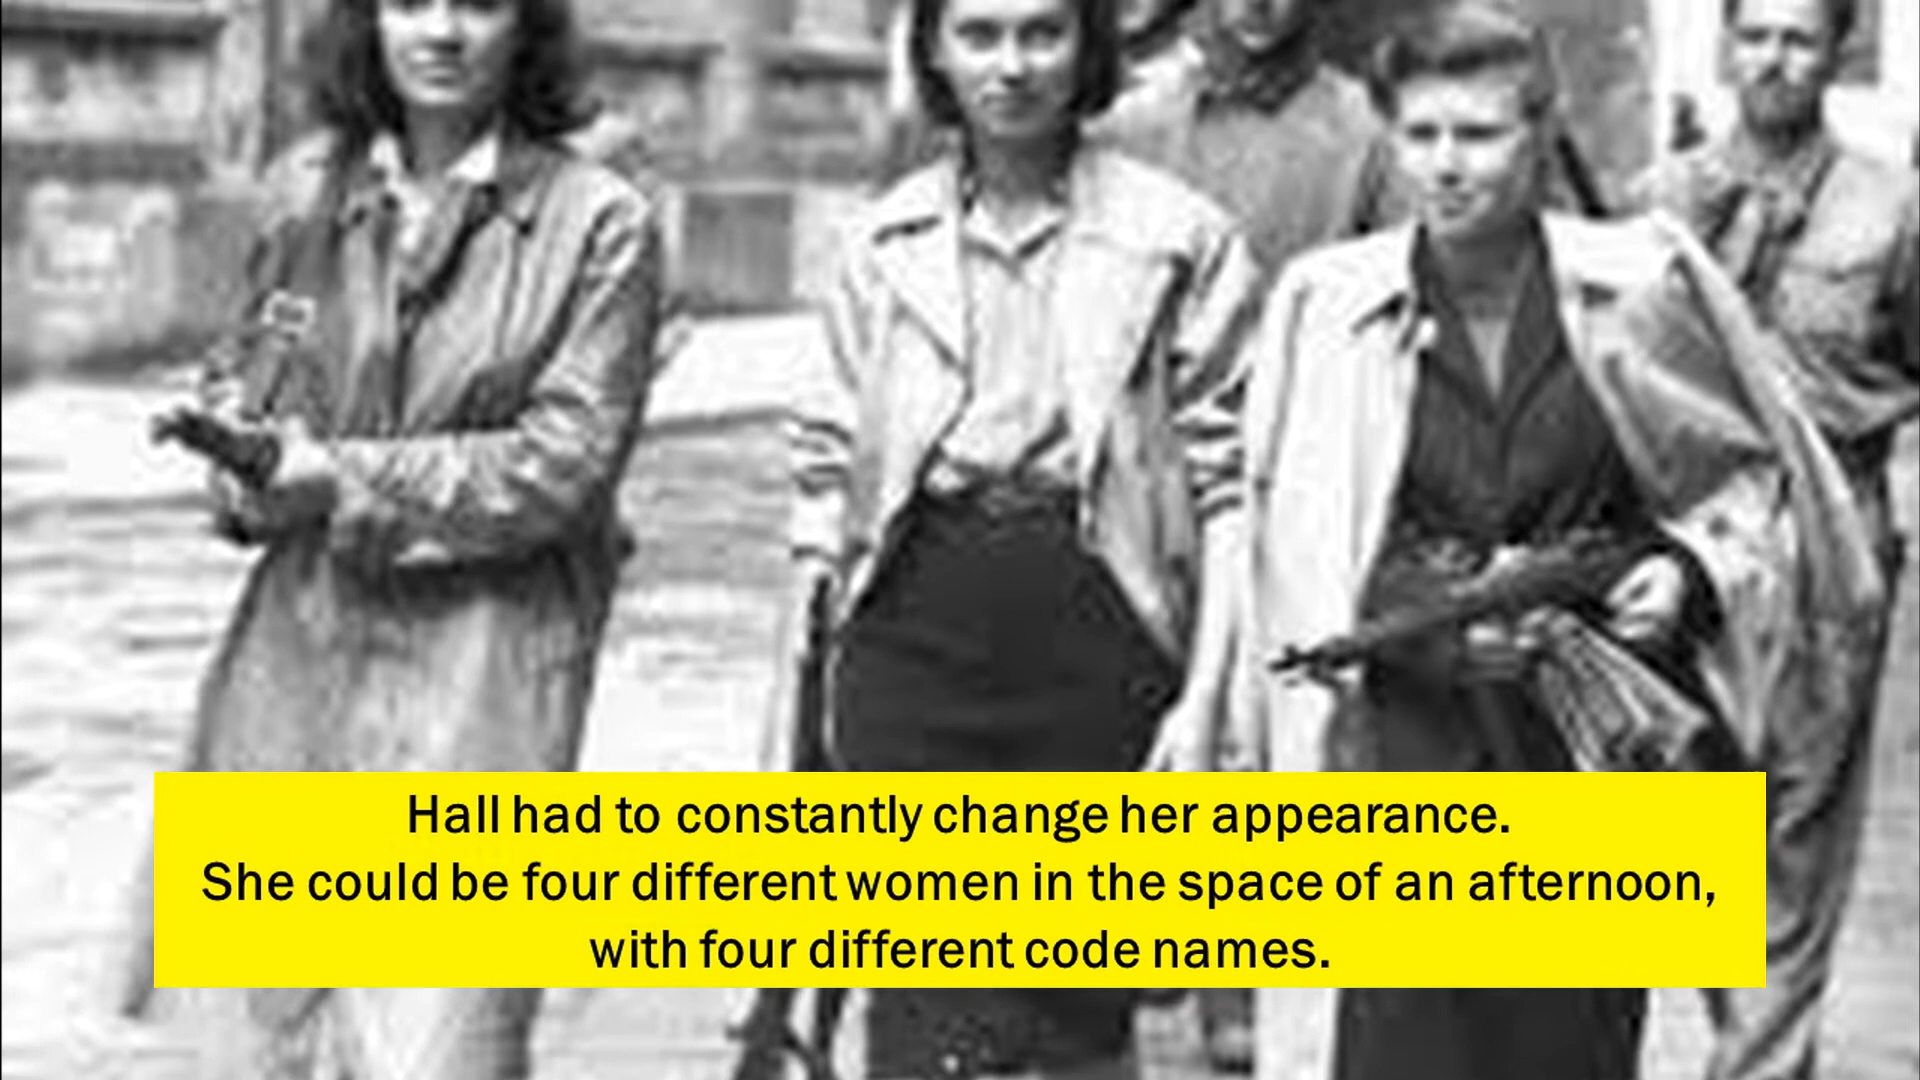 Hall had to constantly change her appearance.
She could be four different women in the space of an afternoon,
with four different code names.